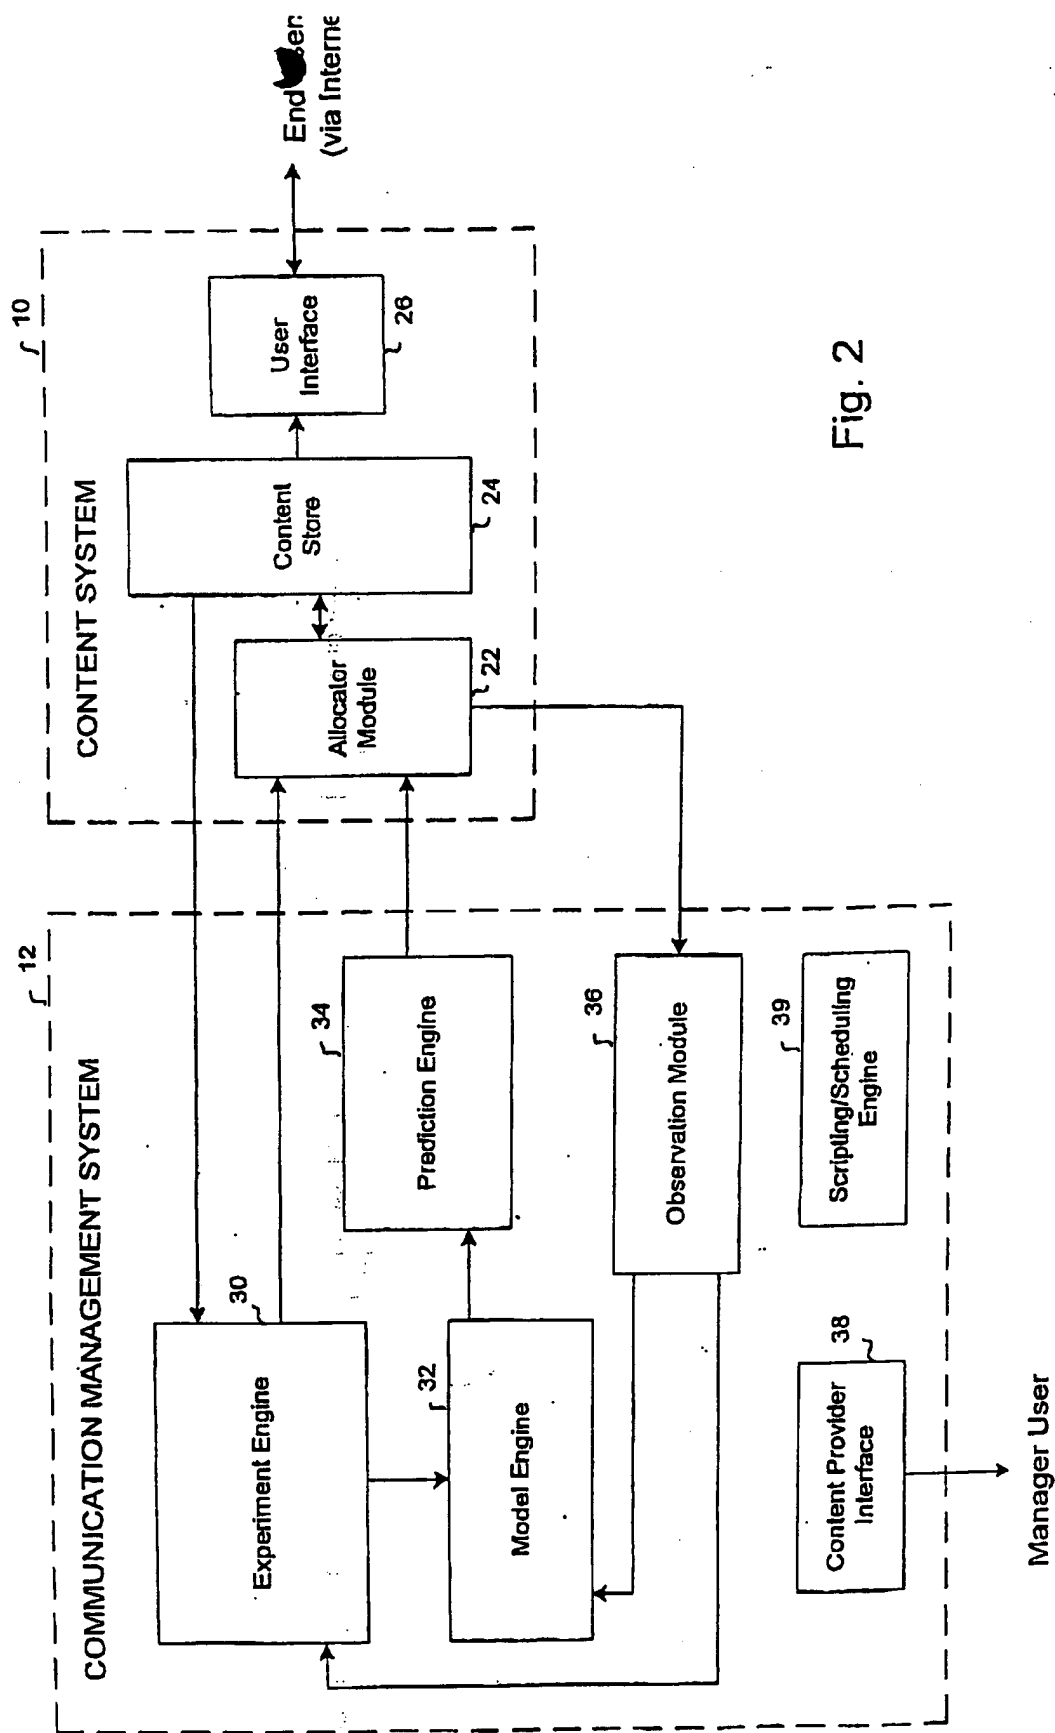 COMMUNICATION MANAGEMENT SYSTEM
12
Experiment Engine
30
Model Engine
32
Prediction Engine
34
Observation Module
36
Content Provider
Interface
38
Scripting/Scheduling
Engine
39
Manager User
CONTENT SYSTEM
10
Allocator
Module
22
Content
Store
24
User
Interface
26
End
(via Interne
Fig. 2